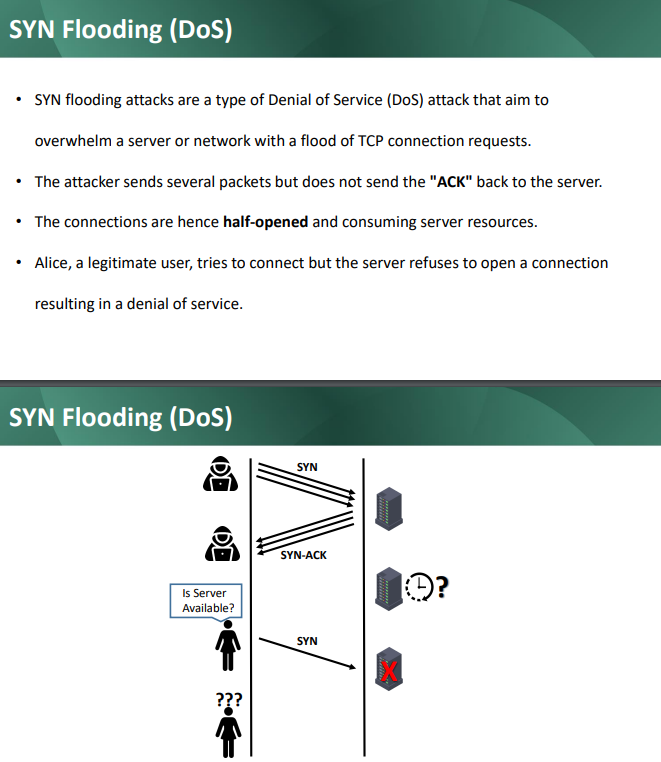 SYN Flooding (DoS)
• SYN flooding attacks are a type of Denial of Service (DoS) attack that aim to
overwhelm a server or network with a flood of TCP connection requests.
• The attacker sends several packets but does not send the "ACK" back to the server.
• The connections are hence half-opened and consuming server resources.
• Alice, a legitimate user, tries to connect but the server refuses to open a connection
resulting in a denial of service.
SYN Flooding (DoS)
SYN
SYN-ACK
?
Is Server
Available?
SYN
X
???